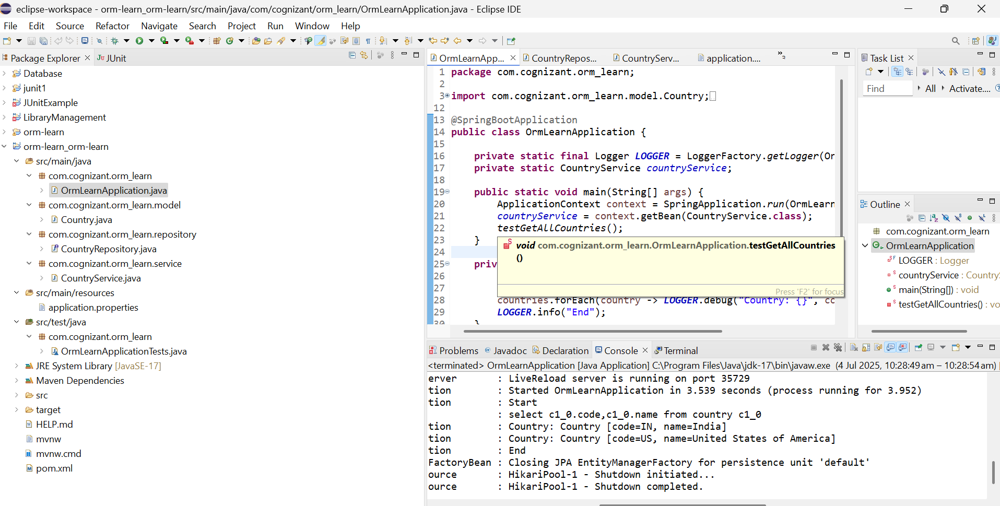 eclipse-workspace - orm-learn_orm-learn/src/main/java/com/cognizant/orm_learn/OrmLearnApplication.java - Eclipse IDE
File Edit Source Refactor Navigate Search Project Run Window Help
Package Explorer
JUnit
Database
junit1
JUnitExample
LibraryManagement
orm-learn
orm-learn_orm-learn
src/main/java
com.cognizant.orm_learn
OrmLearnApplication.java
com.cognizant.orm_learn.model
Country.java
com.cognizant.orm_learn.repository
CountryRepository.java
com.cognizant.orm_learn.service
CountryService.java
src/main/resources
application.properties
src/test/java
com.cognizant.orm_learn
OrmLearnApplicationTests.java
JRE System Library [JavaSE-17]
Maven Dependencies
src
target
HELP.md
mvnw
mvnw.cmd
pom.xml
OrmLearnApp... CountryRepos... CountryServ... application....
1 package com.cognizant.orm_learn;
2
3 import com.cognizant.orm_learn.model.Country;
12
13 @SpringBootApplication
14 public class OrmLearnApplication {
15
16 private static final Logger LOGGER = LoggerFactory.getLogger(Or
17 private static CountryService countryService;
18
19 public static void main(String[] args) {
20 ApplicationContext context = SpringApplication.run(OrmLearn
21 countryService = context.getBean(CountryService.class);
22 testGetAllCountries();
23 }
24
25 priv
26
27
28 countries.forEach(country -> LOGGER.debug("Country: {}", co
29 LOGGER.info("End");
30 }
void com.cognizant.orm_learn.OrmLearnApplication.testGetAllCountries
()
Press 'F2' for focus
Task List
Find All Activate....
Outline
com.cognizant.orm_learn
OrmLearnApplication
LOGGER : Logger
countryService : Country
main(String[]) : void
testGetAllCountries() : vo
Problems Javadoc Declaration Console Terminal
<terminated> OrmLearnApplication [Java Application] C:\Program Files\Java\jdk-17\bin\javaw.exe (4 Jul 2025, 10:28:49 am – 10:28:54 am)
erver : LiveReload server is running on port 35729
tion : Started OrmLearnApplication in 3.539 seconds (process running for 3.952)
tion : Start
: select c1_0.code,c1_0.name from country c1_0
tion : Country: Country [code=IN, name=India]
tion : Country: Country [code=US, name=United States of America]
tion : End
FactoryBean : Closing JPA EntityManagerFactory for persistence unit 'default'
ource : HikariPool-1 - Shutdown initiated...
ource : HikariPool-1 - Shutdown completed.